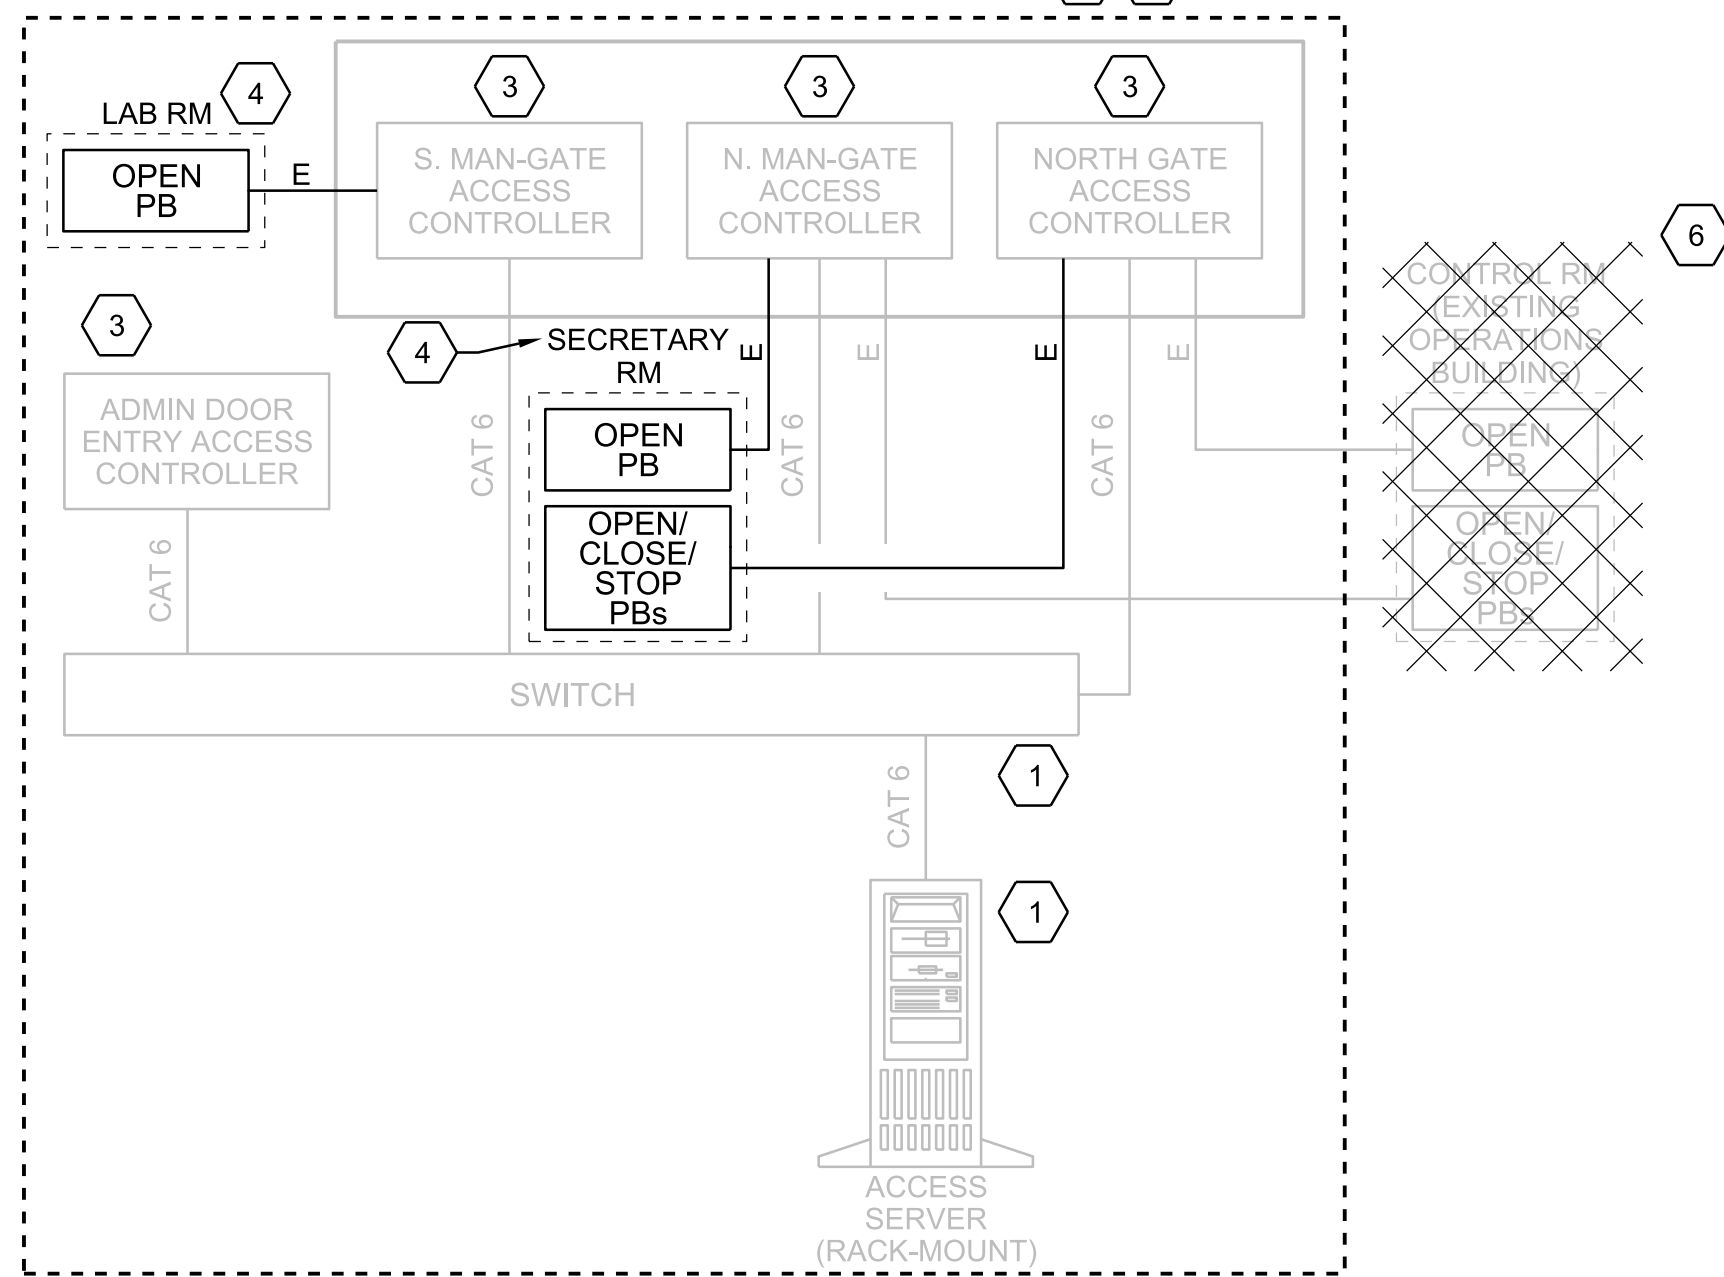 4
LAB RM
OPEN
PB
E
3
S. MAN-GATE
ACCESS
CONTROLLER
3
N. MAN-GATE
ACCESS
CONTROLLER
3
NORTH GATE
ACCESS
CONTROLLER
6
CONTROL RM
(EXISTING
OPERATIONS
BUILDING)
OPEN
PB
OPEN/
CLOSE/
STOP
PBs
3
ADMIN DOOR
ENTRY ACCESS
CONTROLLER
CAT 6
CAT 6
4
SECRETARY
RM
OPEN
PB
OPEN/
CLOSE/
STOP
PBs
E
CAT 6
E
E
CAT 6
E
SWITCH
1
CAT 6
1
ACCESS
SERVER
(RACK-MOUNT)